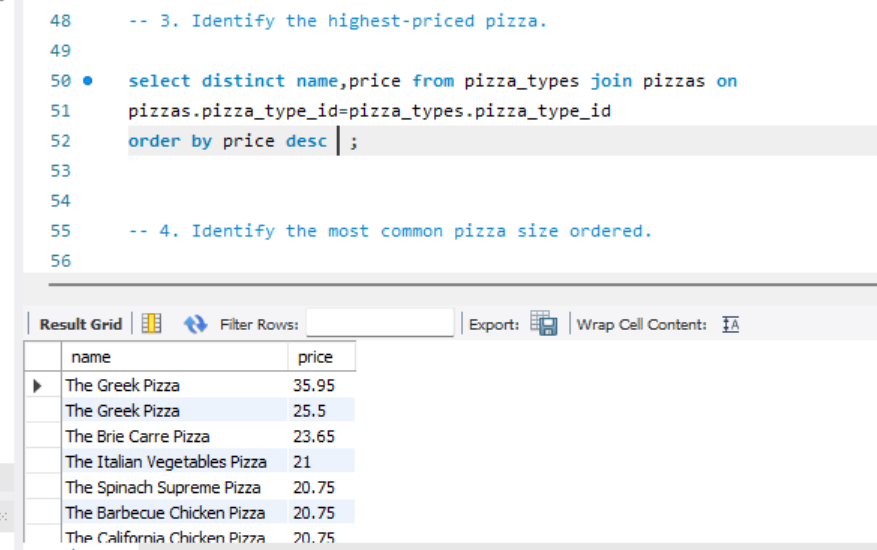 48 -- 3. Identify the highest-priced pizza.
49
50 select distinct name,price from pizza_types join pizzas on
51 pizzas.pizza_type_id=pizza_types.pizza_type_id
52 order by price desc ;
53
54
55 -- 4. Identify the most common pizza size ordered.
56
Result Grid Filter Rows: Export: Wrap Cell Content: IA
name price
The Greek Pizza 35.95
The Greek Pizza 25.5
The Brie Carre Pizza 23.65
The Italian Vegetables Pizza 21
The Spinach Supreme Pizza 20.75
The Barbecue Chicken Pizza 20.75
The California Chicken Pizza 20.75